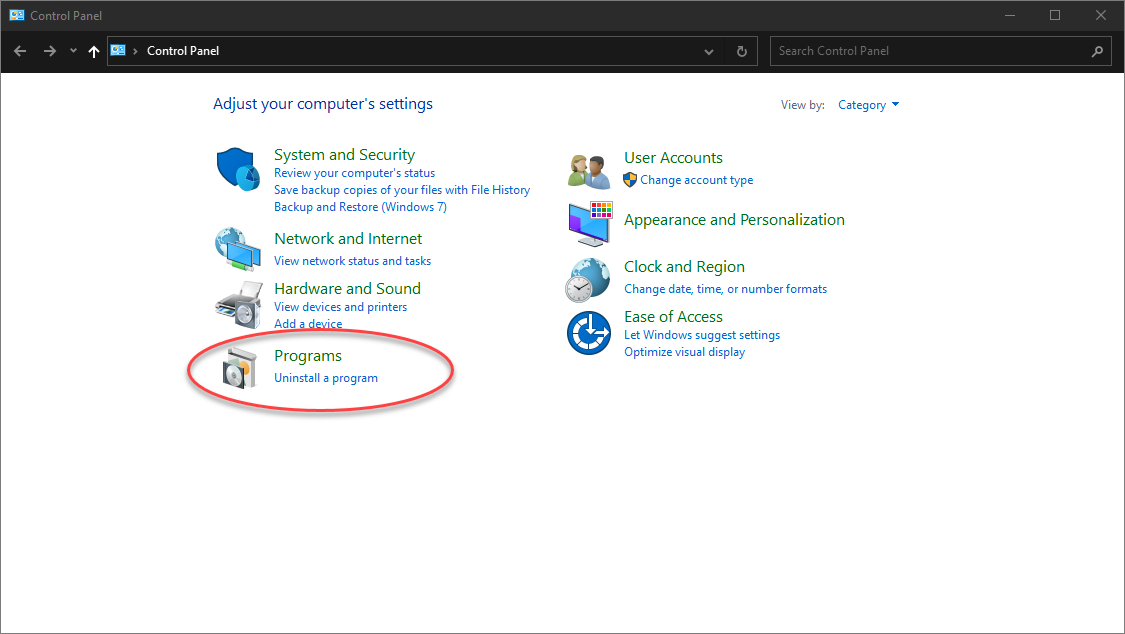 Control Panel
Control Panel
Search Control Panel
Adjust your computer's settings
View by: Category
System and Security
Review your computer's status
Save backup copies of your files with File History
Backup and Restore (Windows 7)
Network and Internet
View network status and tasks
Hardware and Sound
View devices and printers
Add a device
Programs
Uninstall a program
User Accounts
Change account type
Appearance and Personalization
Clock and Region
Change date, time, or number formats
Ease of Access
Let Windows suggest settings
Optimize visual display